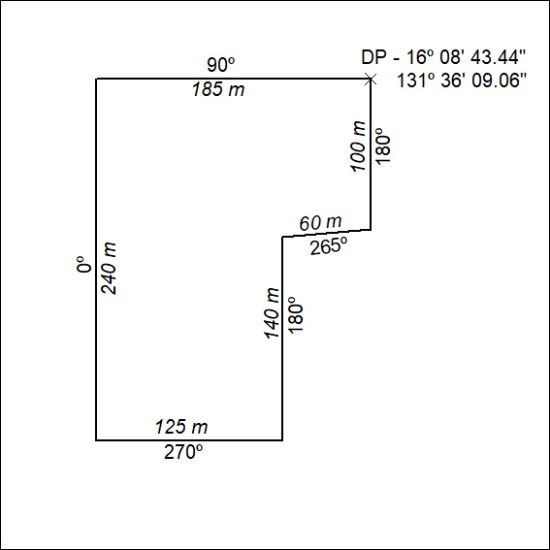 DP - 16º 08' 43.44"
131º 36' 09.06"
90º
185 m
100 m
180º
60 m
265º
0º
240 m
140 m
180º
125 m
270º